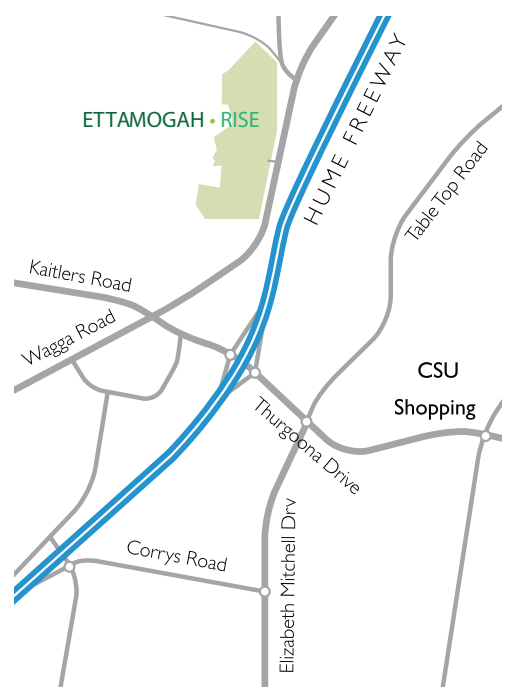 HUME FREEWAY
ETTAMOGAH • RISE
Table Top Road
Kaitlers Road
Wagga Road
CSU
Shopping
Thurgoona Drive
Elizabeth Mitchell Drv
Corrys Road